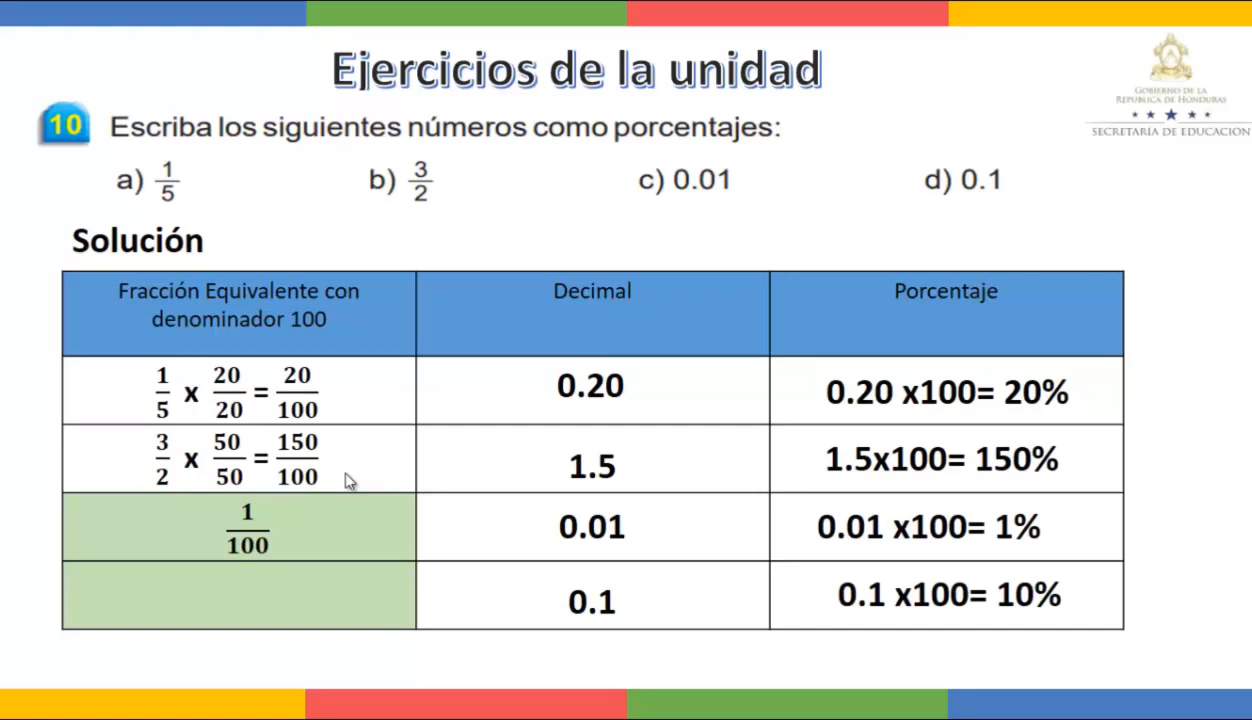 Ejercicios de la unidad
GOBIERNO DE LA
REPÚBLICA DE HONDURAS
SECRETARÍA DE EDUCACIÓN
10 Escriba los siguientes números como porcentajes:
a) 1/5 b) 3/2 c) 0.01 d) 0.1
Solución
Fracción Equivalente con denominador 100 Decimal Porcentaje
1/5 x 20/20 = 20/100 0.20 0.20 x100= 20%
3/2 x 50/50 = 150/100 1.5 1.5x100= 150%
1/100 0.01 0.01 x100= 1%
0.1 0.1 x100= 10%